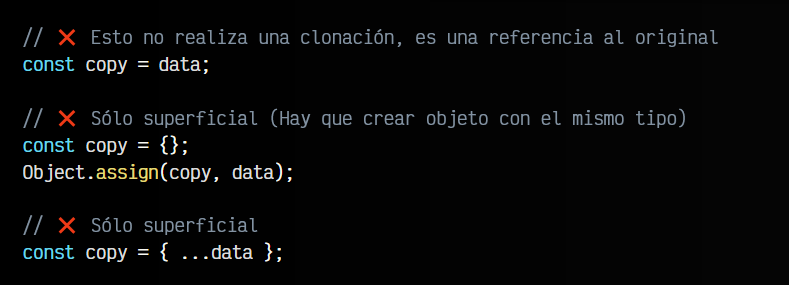 // ❌ Esto no realiza una clonación, es una referencia al original
const copy = data;
// ❌ Sólo superficial (Hay que crear objeto con el mismo tipo)
const copy = {};
Object.assign(copy, data);
// ❌ Sólo superficial
const copy = { ...data };